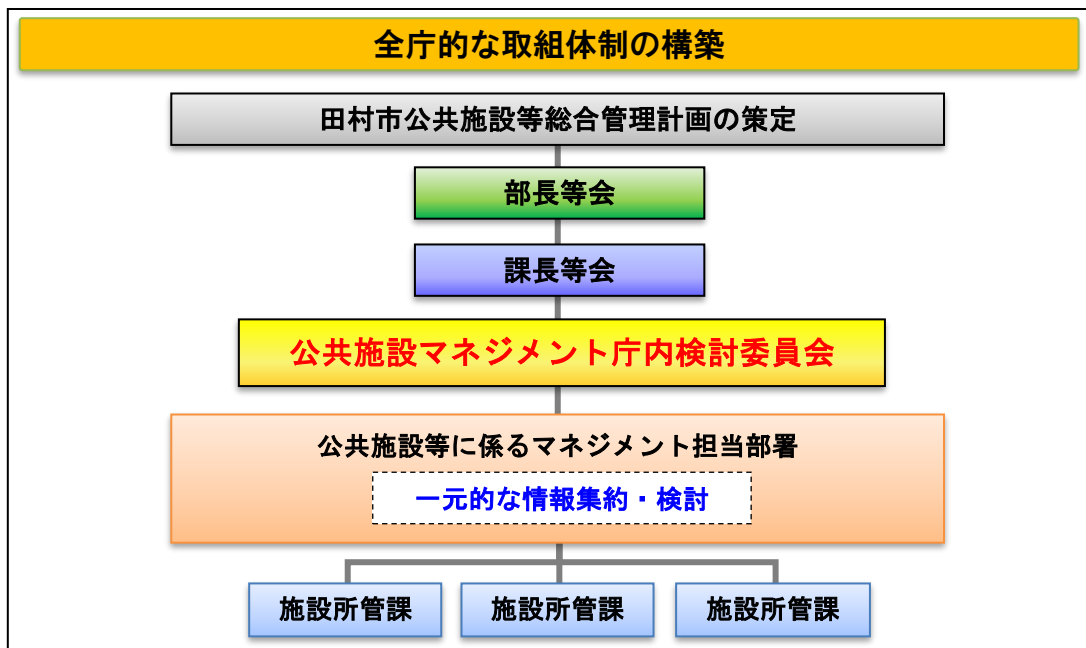 全庁的な取組体制の構築
田村市公共施設等総合管理計画の策定
部長等会
課長等会
公共施設マネジメント庁内検討委員会
公共施設等に係るマネジメント担当部署
一元的な情報集約・検討
施設所管課
施設所管課
施設所管課